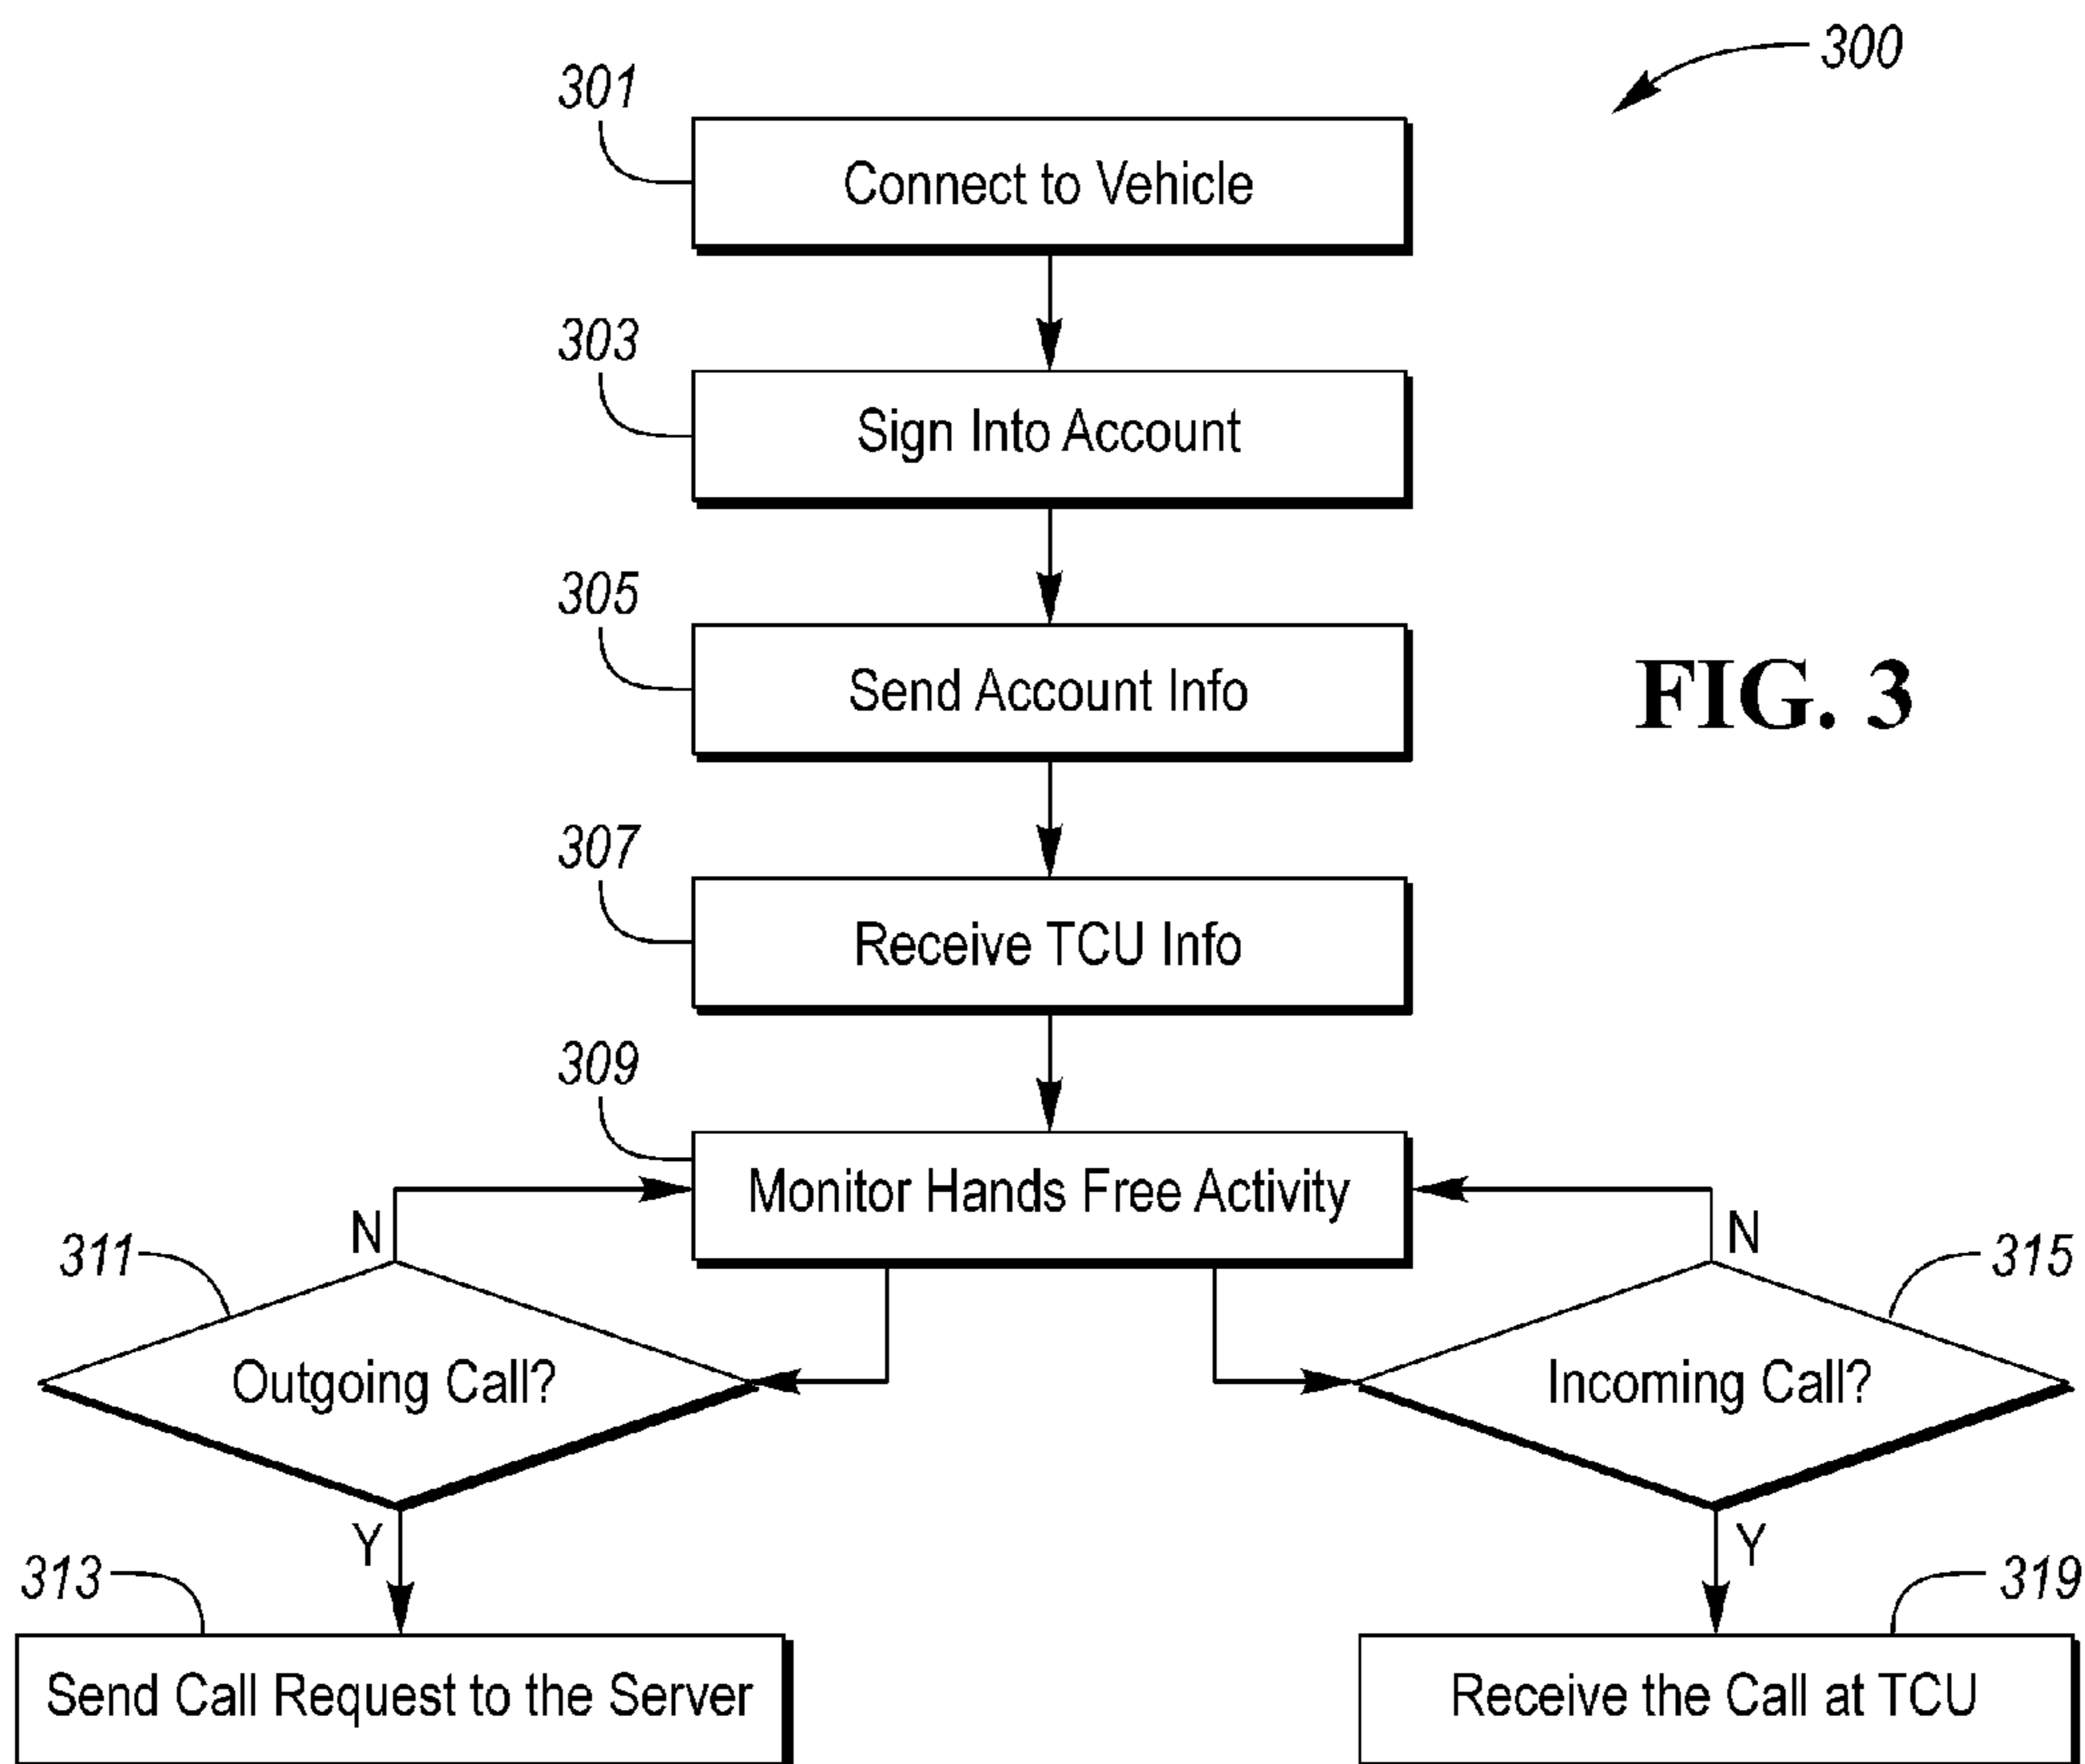 300
301
Connect to Vehicle
303
Sign Into Account
305
Send Account Info
FIG. 3
307
Receive TCU Info
309
Monitor Hands Free Activity
N
N
311
315
Outgoing Call?
Incoming Call?
Y
Y
313
319
Send Call Request to the Server
Receive the Call at TCU